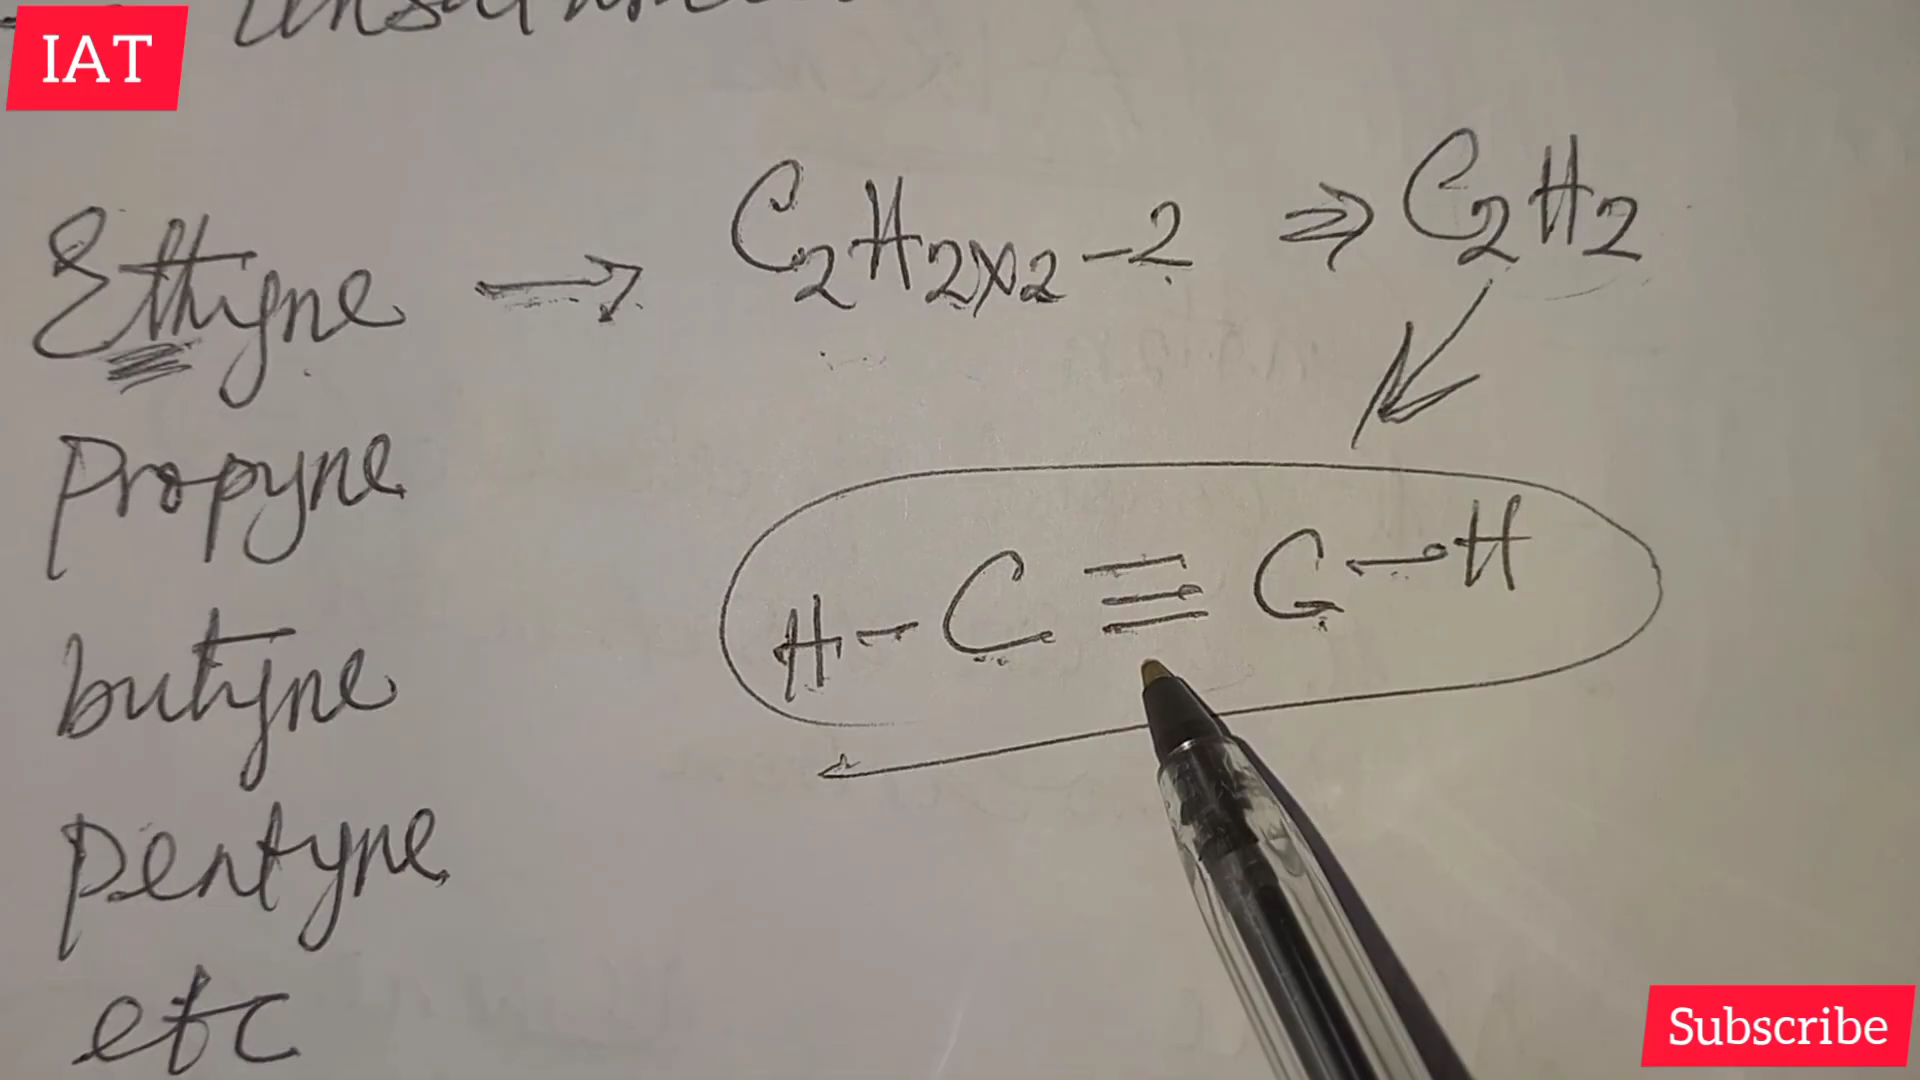 IAT
Ethyne → C₂H₂ₓ₂₋₂ ⇒ C₂H₂
Propyne
butyne
pentyne
etc
H - C ≡ C - H
Subscribe